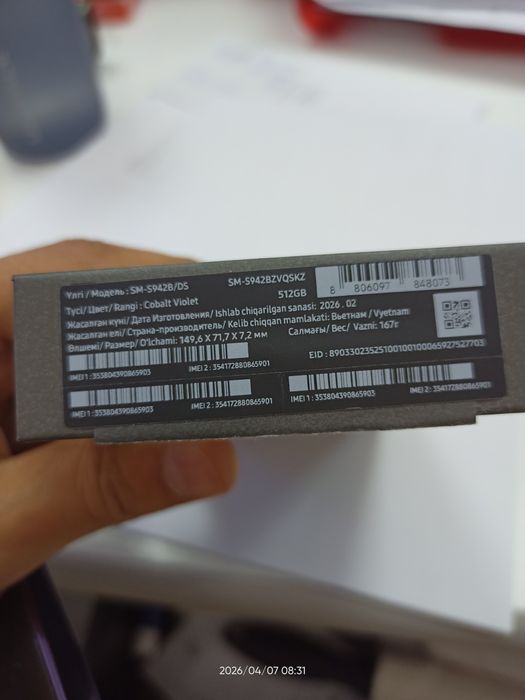 Үлгі / Модель : SM-S942B/DS
SM-S942BZVQSKZ
Түсі / Цвет / Rangi : Cobalt Violet
512GB
Жасалған күні / Дата Изготовления / Ishlab chiqarilgan sanasi: 2026 . 02
Жасалған елі / Страна-производитель / Kelib chiqqan mamlakati: Вьетнам / Vyetnam
Өлшемі / Размер / O'lchami: 149,6 X 71,7 X 7,2 мм
Салмағы / Вес / Vazni: 167г
8 806097 848073
EID : 89033023525100100100065927527703
IMEI 1 : 353804390865903
IMEI 2 : 354172880865901
IMEI 1 : 353804390865903
IMEI 2 : 354172880865901
IMEI 1 : 353804390865903
IMEI 2 : 354172880865901
2026/04/07 08:31